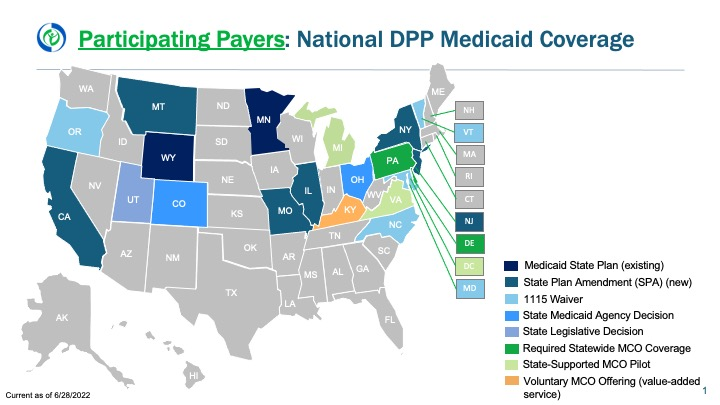 Participating Payers: National DPP Medicaid Coverage
WA
MT
ND
MN
ME
OR
ID
SD
WI
MI
NY
WY
NE
IA
PA
NV
UT
CO
IL
IN
OH
WV
VA
CA
KS
MO
KY
NC
TN
AZ
NM
OK
AR
SC
MS
AL
GA
TX
LA
FL
AK
HI
NH
VT
MA
RI
CT
NJ
DE
DC
MD
Medicaid State Plan (existing)
State Plan Amendment (SPA) (new)
1115 Waiver
State Medicaid Agency Decision
State Legislative Decision
Required Statewide MCO Coverage
State-Supported MCO Pilot
Voluntary MCO Offering (value-added
service)
Current as of 6/28/2022
1